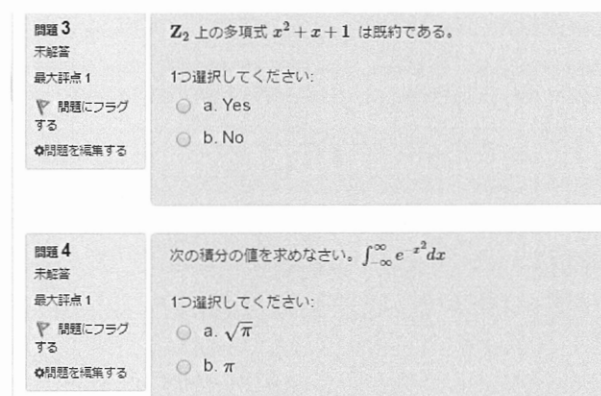 問題 3
未解答
最大評点 1
問題にフラグ
する
問題を編集する
Z₂ 上の多項式 x² + x + 1 は既約である。
1つ選択してください:
a. Yes
b. No
問題 4
未解答
最大評点 1
問題にフラグ
する
問題を編集する
次の積分の値を求めなさい。∫_{-∞}^{∞} e^{-x²} dx
1つ選択してください:
a. √π
b. π